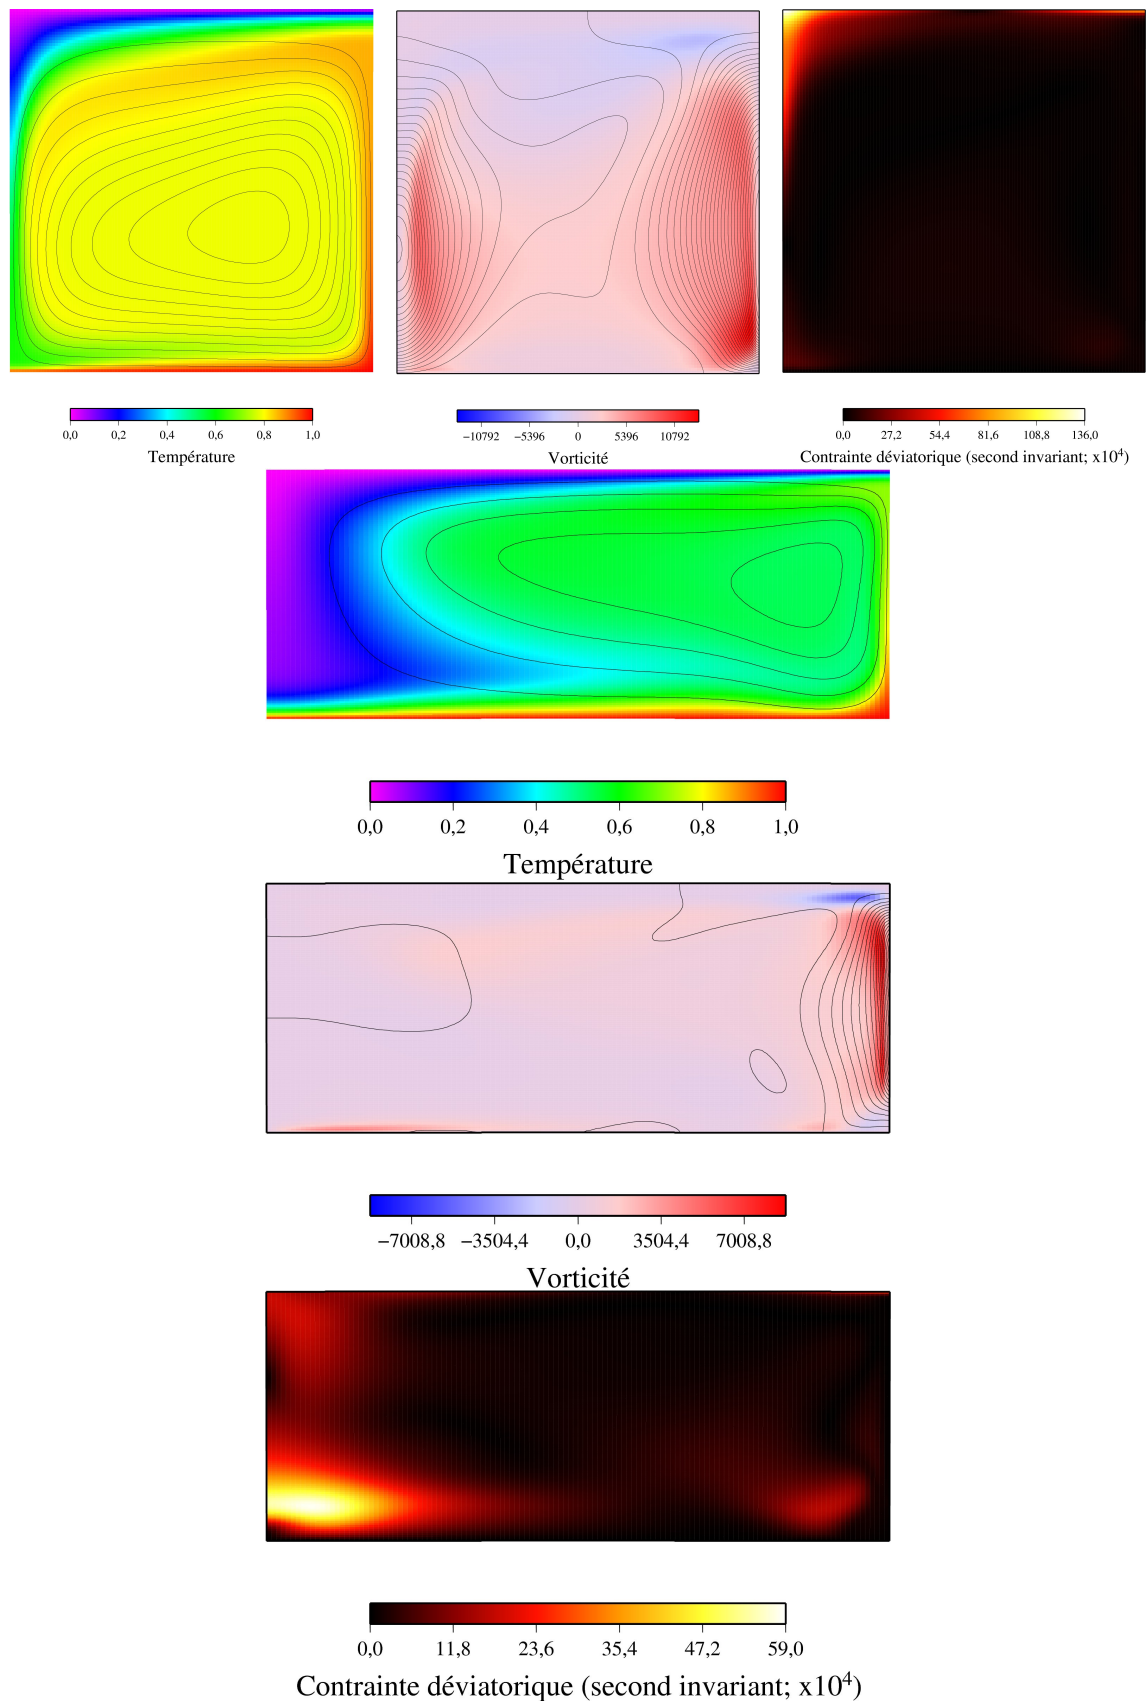 0,0 0,2 0,4 0,6 0,8 1,0
Température
−10792 −5396 0 5396 10792
Vorticité
0,0 27,2 54,4 81,6 108,8 136,0
Contrainte déviatorique (second invariant; x10⁴)
0,0 0,2 0,4 0,6 0,8 1,0
Température
−7008,8 −3504,4 0,0 3504,4 7008,8
Vorticité
0,0 11,8 23,6 35,4 47,2 59,0
Contrainte déviatorique (second invariant; x10⁴)